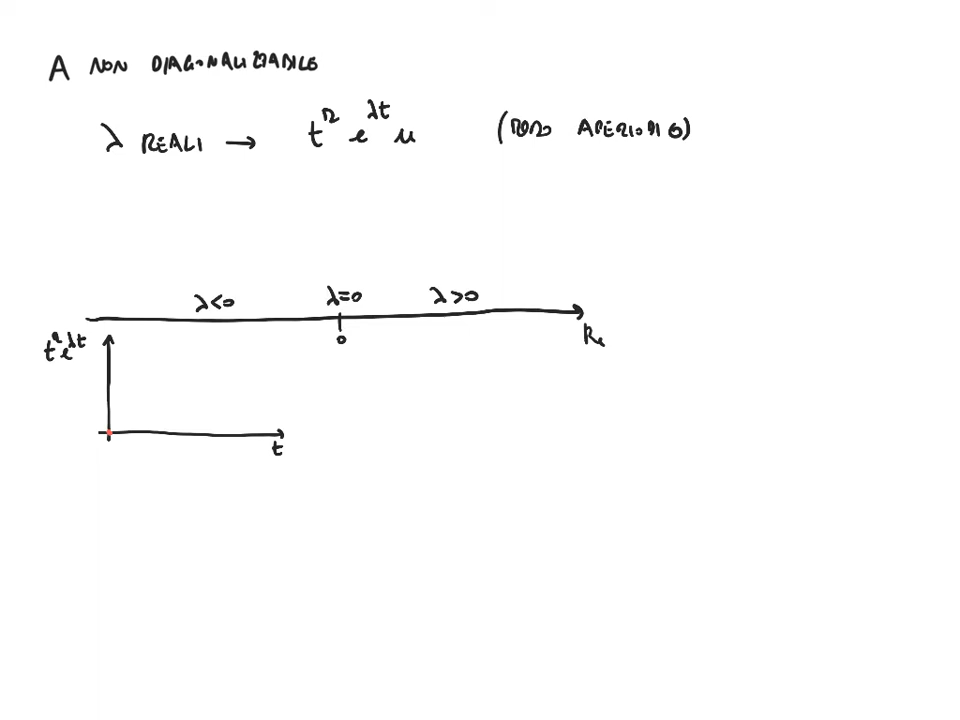 A NON DIAGONALIZZABILE
λ REALI → t^n e^{λt} u (MODO APERIODICO)
λ<0 λ=0 λ>0
0 Re
t^n e^{λt}
t